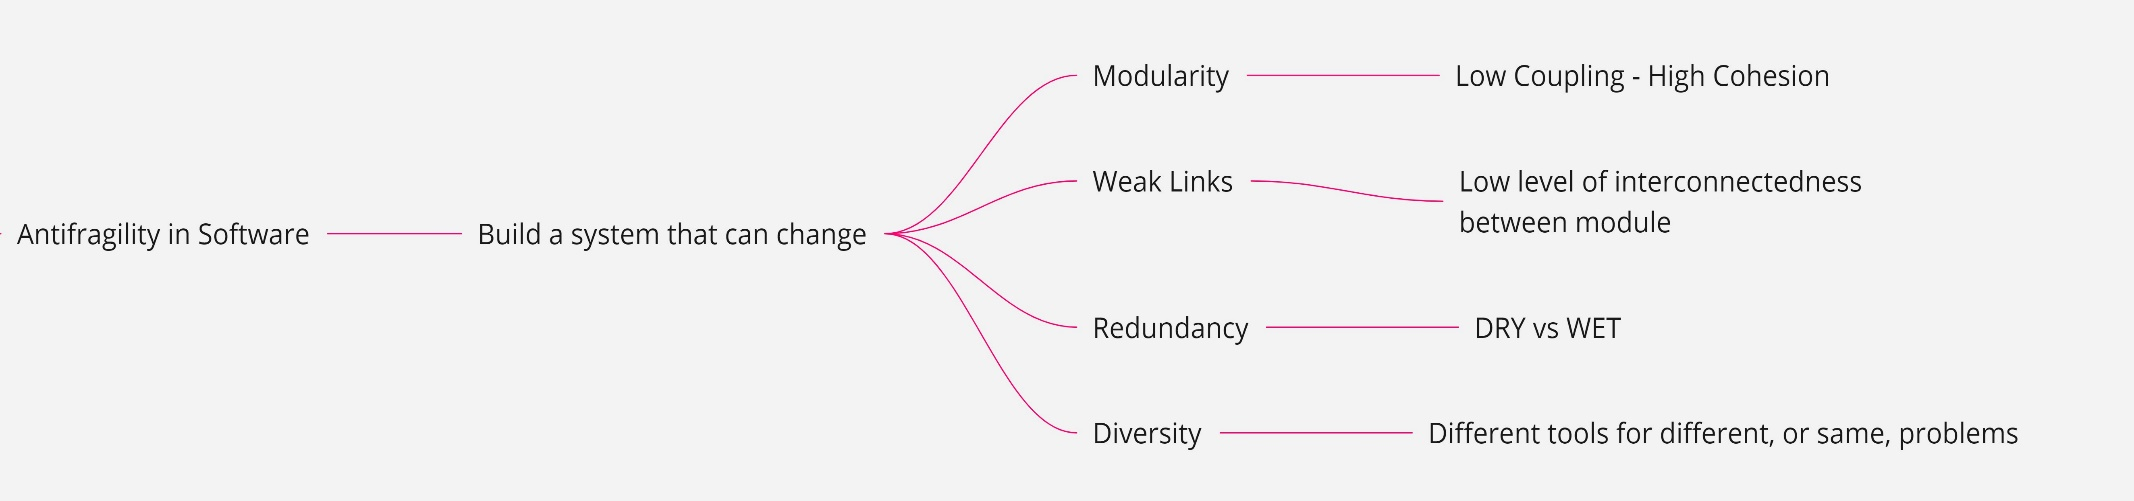 Antifragility in Software
Build a system that can change
Modularity
Low Coupling - High Cohesion
Weak Links
Low level of interconnectedness
between module
Redundancy
DRY vs WET
Diversity
Different tools for different, or same, problems